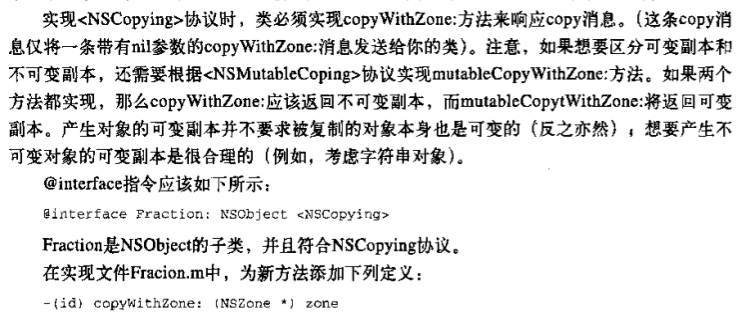 实现<NSCopying>协议时，类必须实现copyWithZone:方法来响应copy消息。（这条copy消
息仅将一条带有nil参数的copyWithZone:消息发送给你的类）。注意，如果想要区分可变副本和
不可变副本，还需要根据<NSMutableCoping>协议实现mutableCopyWithZone:方法。如果两个
方法都实现，那么copyWithZone:应该返回不可变副本，而mutableCopytWithZone:将返回可变
副本。产生对象的可变副本并不要求被复制的对象本身也是可变的（反之亦然）；想要产生不
可变对象的可变副本是很合理的（例如，考虑字符串对象）。
@interface指令应该如下所示：
@interface Fraction: NSObject <NSCopying>
Fraction是NSObject的子类，并且符合NSCopying协议。
在实现文件Fracion.m中，为新方法添加下列定义：
-(id) copyWithZone: (NSZone *) zone